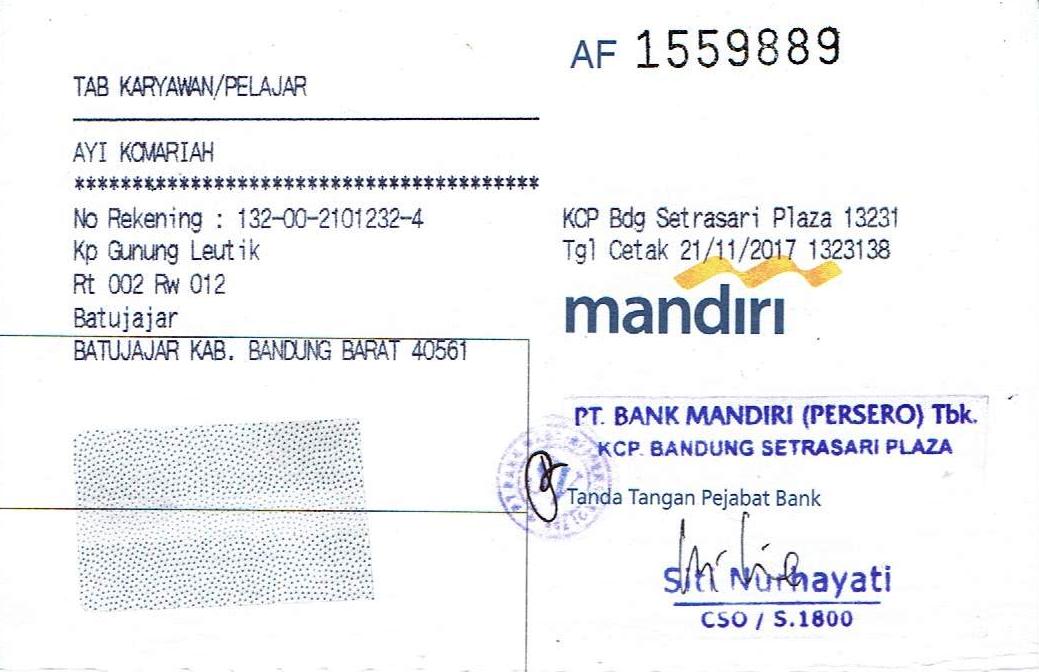 AF 1559889
TAB KARYAWAN/PELAJAR
AYI KOMARIAH
****************************************
No Rekening : 132-00-2101232-4
Kp Gunung Leutik
Rt 002 Rw 012
Batujajar
BATUJAJAR KAB. BANDUNG BARAT 40561
KCP Bdg Setrasari Plaza 13231
Tgl Cetak 21/11/2017 1323138
mandırı
PT. BANK MANDIRI (PERSERO) Tbk.
KCP. BANDUNG SETRASARI PLAZA
Tanda Tangan Pejabat Bank
Siti Nurhayati
CSO / S.1800